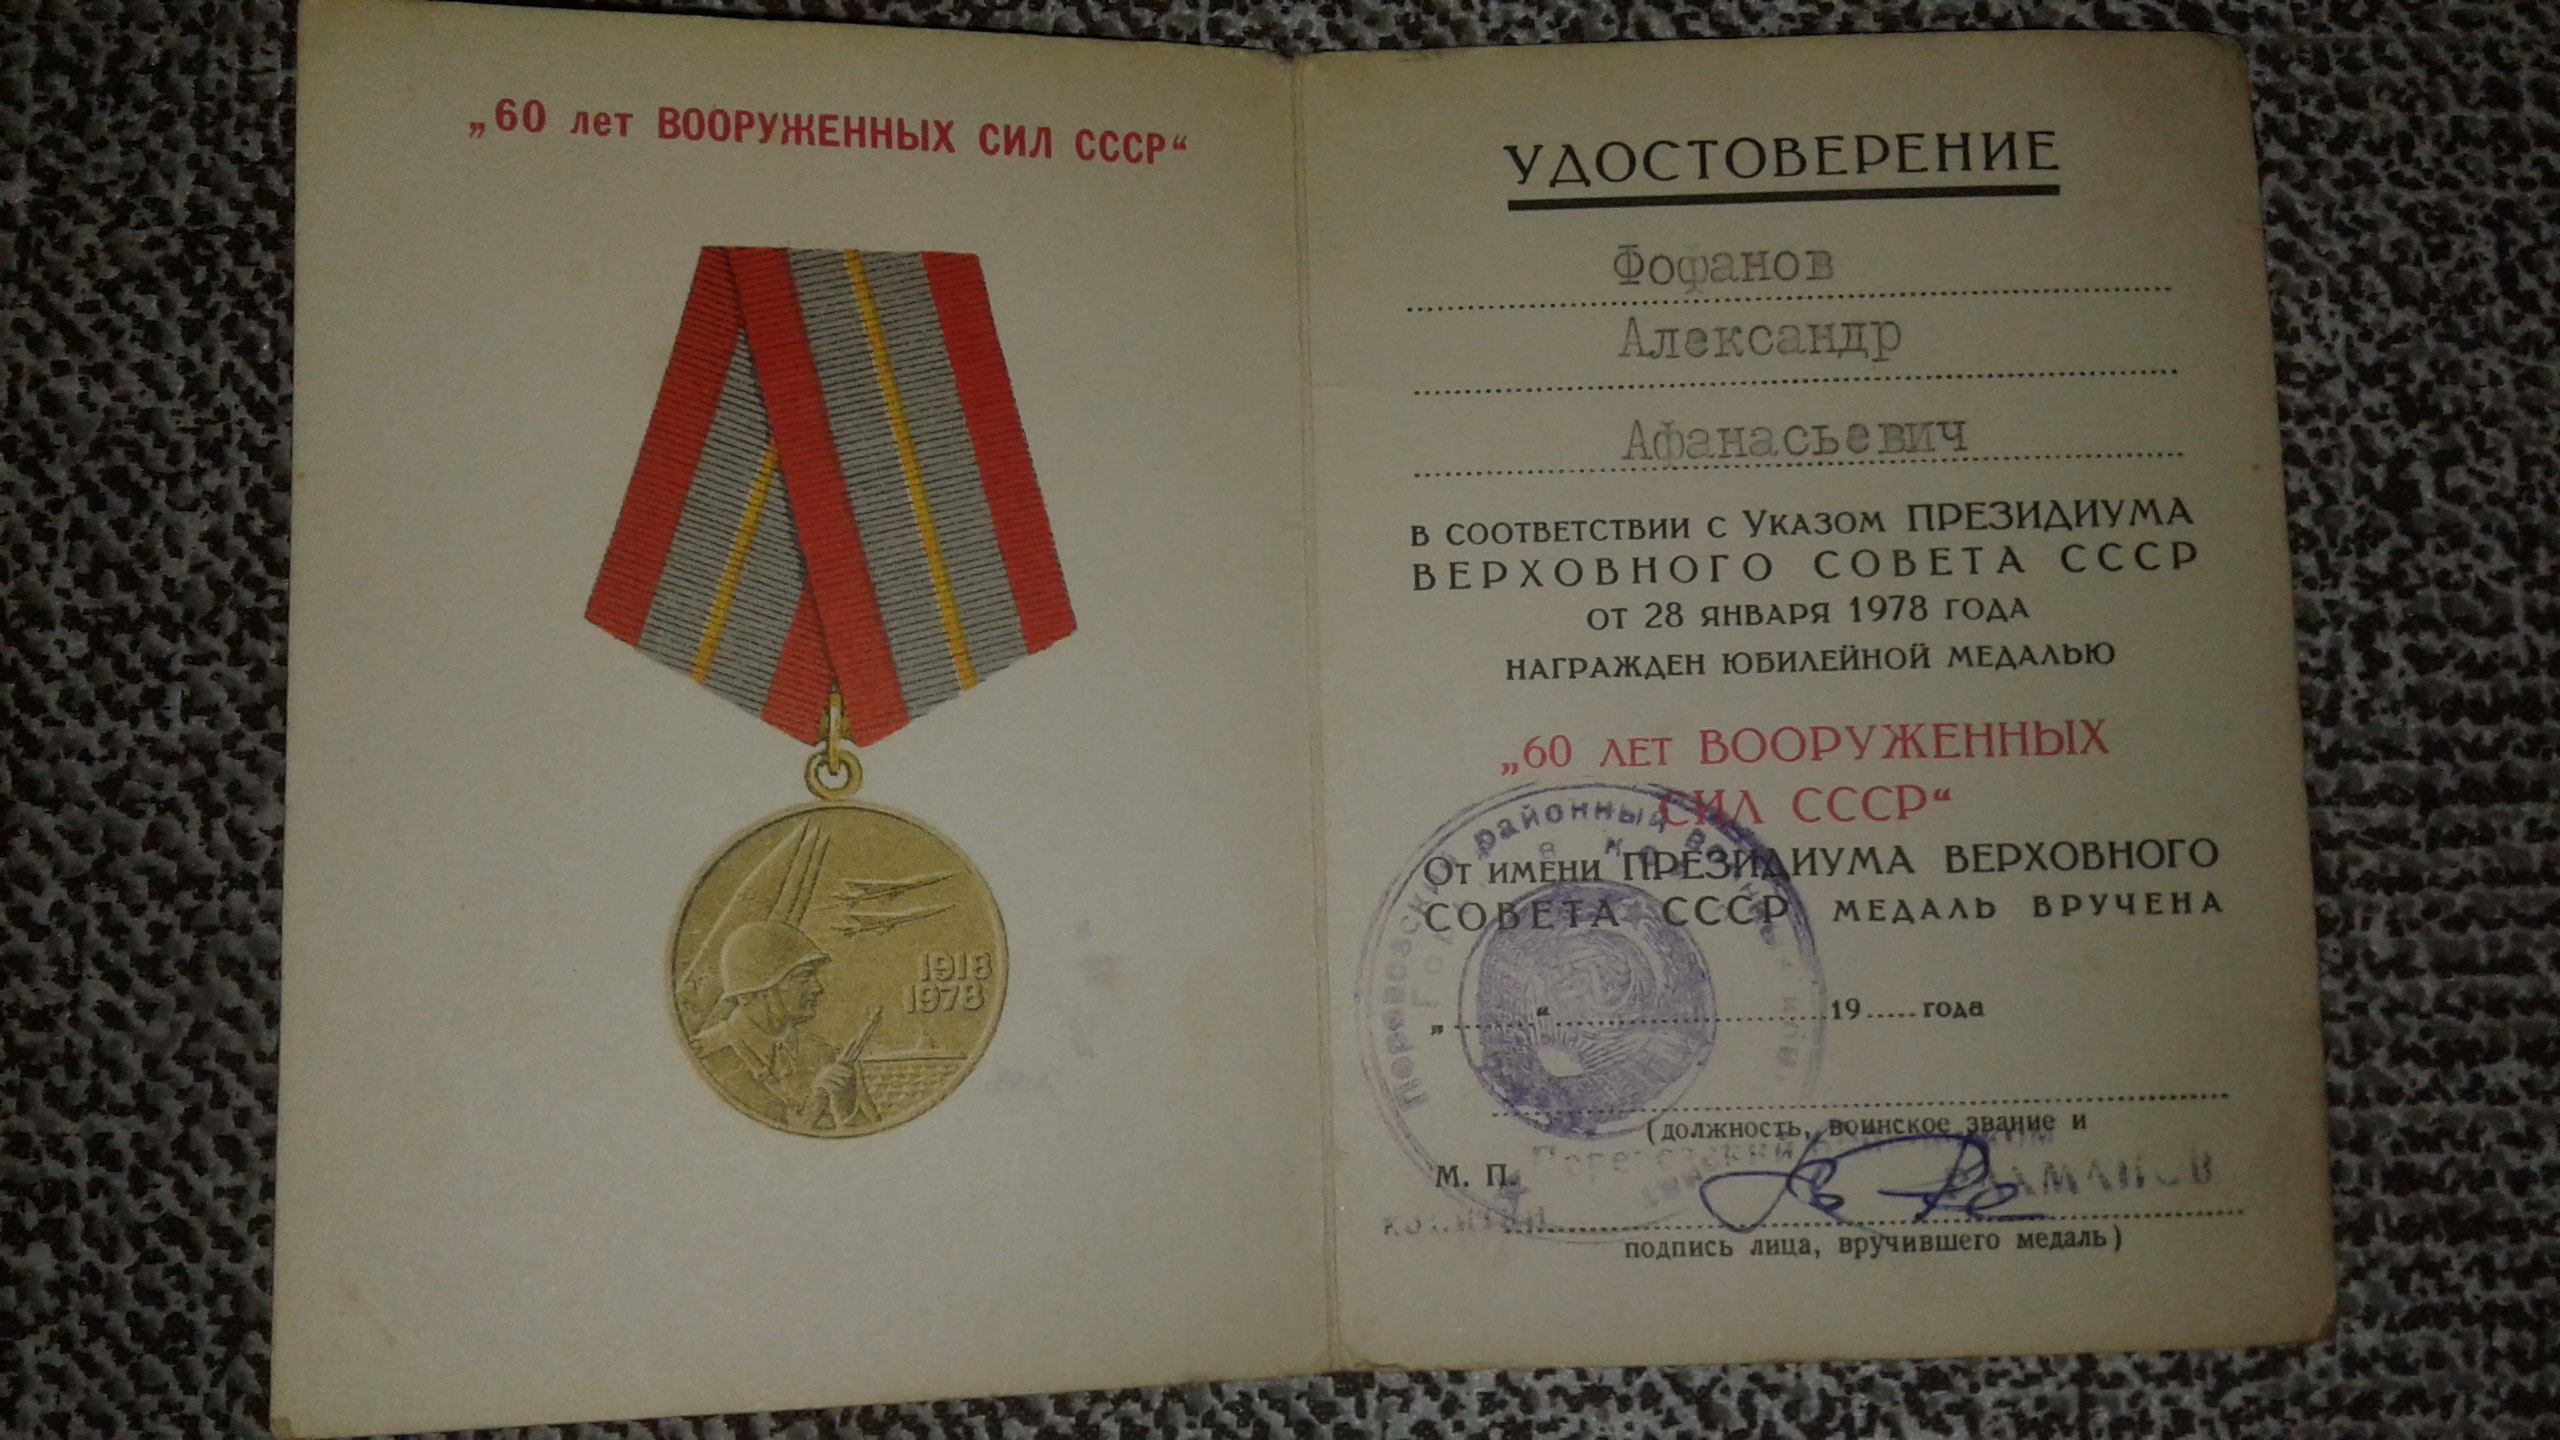 „60 лет ВООРУЖЕННЫХ СИЛ СССР“
1918
1978
УДОСТОВЕРЕНИЕ
Фофанов
Александр
Афанасьевич
В СООТВЕТСТВИИ С УКАЗОМ ПРЕЗИДИУМА
ВЕРХОВНОГО СОВЕТА СССР
ОТ 28 ЯНВАРЯ 1978 ГОДА
НАГРАЖДЕН ЮБИЛЕЙНОЙ МЕДАЛЬЮ
„60 ЛЕТ ВООРУЖЕННЫХ
СИЛ СССР“
ОТ ИМЕНИ ПРЕЗИДИУМА ВЕРХОВНОГО
СОВЕТА СССР МЕДАЛЬ ВРУЧЕНА
„......“.............................19.....года
(должность, воинское звание и
М. П.
подпись лица, вручившего медаль)
районный